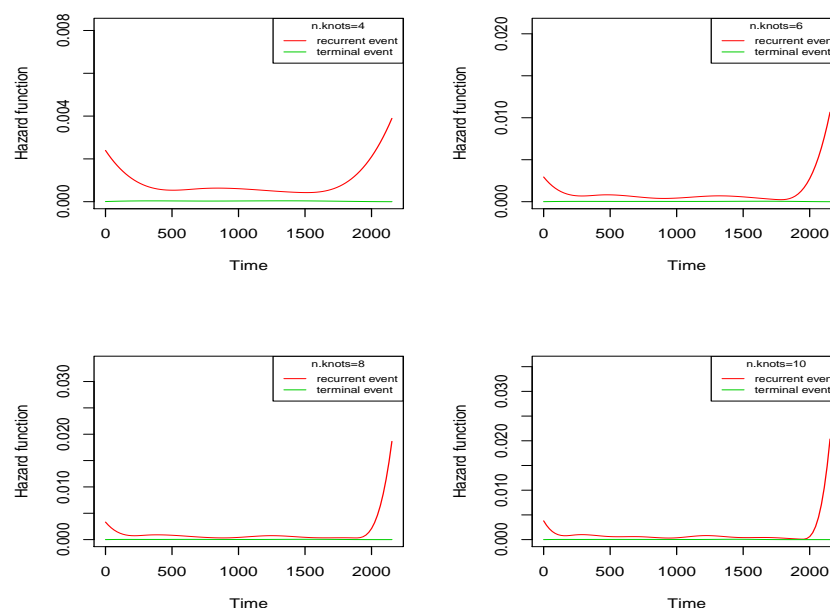 n.knots=4
recurrent event
terminal event
Hazard function
0.000
0.004
0.008
0
500
1000
1500
2000
Time
n.knots=6
recurrent event
terminal event
Hazard function
0.000
0.010
0.020
0
500
1000
1500
2000
Time
n.knots=8
recurrent event
terminal event
Hazard function
0.000
0.010
0.020
0.030
0
500
1000
1500
2000
Time
n.knots=10
recurrent event
terminal event
Hazard function
0.000
0.010
0.020
0.030
0
500
1000
1500
2000
Time